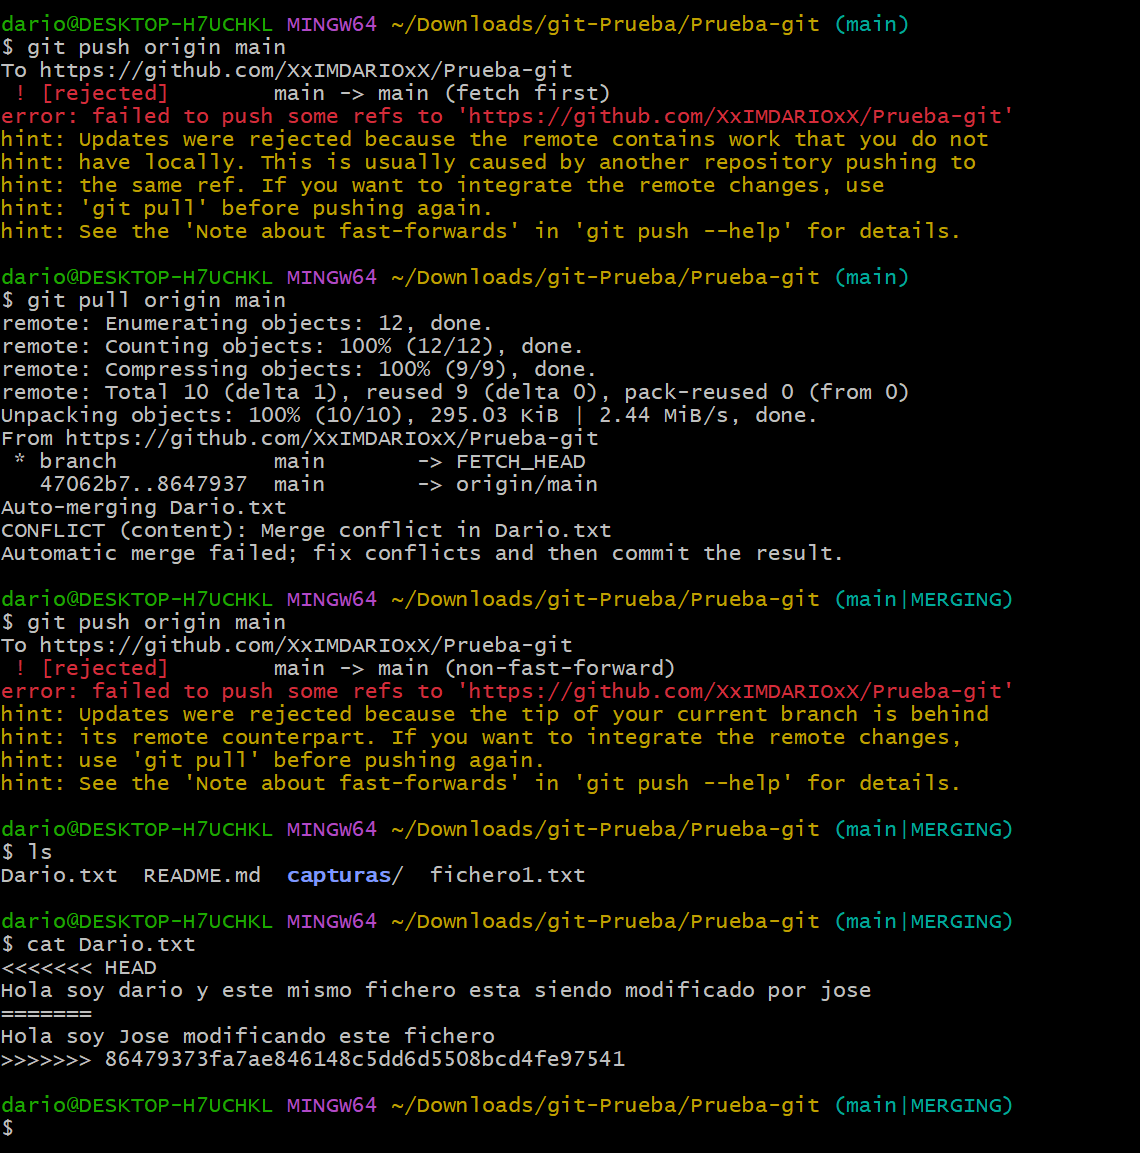 dario@DESKTOP-H7UCHKL MINGW64 ~/Downloads/git-Prueba/Prueba-git (main)
$ git push origin main
To https://github.com/XxIMDARIOxX/Prueba-git
 ! [rejected]        main -> main (fetch first)
error: failed to push some refs to 'https://github.com/XxIMDARIOxX/Prueba-git'
hint: Updates were rejected because the remote contains work that you do not
hint: have locally. This is usually caused by another repository pushing to
hint: the same ref. If you want to integrate the remote changes, use
hint: 'git pull' before pushing again.
hint: See the 'Note about fast-forwards' in 'git push --help' for details.

dario@DESKTOP-H7UCHKL MINGW64 ~/Downloads/git-Prueba/Prueba-git (main)
$ git pull origin main
remote: Enumerating objects: 12, done.
remote: Counting objects: 100% (12/12), done.
remote: Compressing objects: 100% (9/9), done.
remote: Total 10 (delta 1), reused 9 (delta 0), pack-reused 0 (from 0)
Unpacking objects: 100% (10/10), 295.03 KiB | 2.44 MiB/s, done.
From https://github.com/XxIMDARIOxX/Prueba-git
 * branch            main       -> FETCH_HEAD
   47062b7..8647937  main       -> origin/main
Auto-merging Dario.txt
CONFLICT (content): Merge conflict in Dario.txt
Automatic merge failed; fix conflicts and then commit the result.

dario@DESKTOP-H7UCHKL MINGW64 ~/Downloads/git-Prueba/Prueba-git (main|MERGING)
$ git push origin main
To https://github.com/XxIMDARIOxX/Prueba-git
 ! [rejected]        main -> main (non-fast-forward)
error: failed to push some refs to 'https://github.com/XxIMDARIOxX/Prueba-git'
hint: Updates were rejected because the tip of your current branch is behind
hint: its remote counterpart. If you want to integrate the remote changes,
hint: use 'git pull' before pushing again.
hint: See the 'Note about fast-forwards' in 'git push --help' for details.

dario@DESKTOP-H7UCHKL MINGW64 ~/Downloads/git-Prueba/Prueba-git (main|MERGING)
$ ls
Dario.txt  README.md  capturas/  fichero1.txt

dario@DESKTOP-H7UCHKL MINGW64 ~/Downloads/git-Prueba/Prueba-git (main|MERGING)
$ cat Dario.txt
<<<<<<< HEAD
Hola soy dario y este mismo fichero esta siendo modificado por jose
=======
Hola soy Jose modificando este fichero
>>>>>>> 86479373fa7ae846148c5dd6d5508bcd4fe97541

dario@DESKTOP-H7UCHKL MINGW64 ~/Downloads/git-Prueba/Prueba-git (main|MERGING)
$